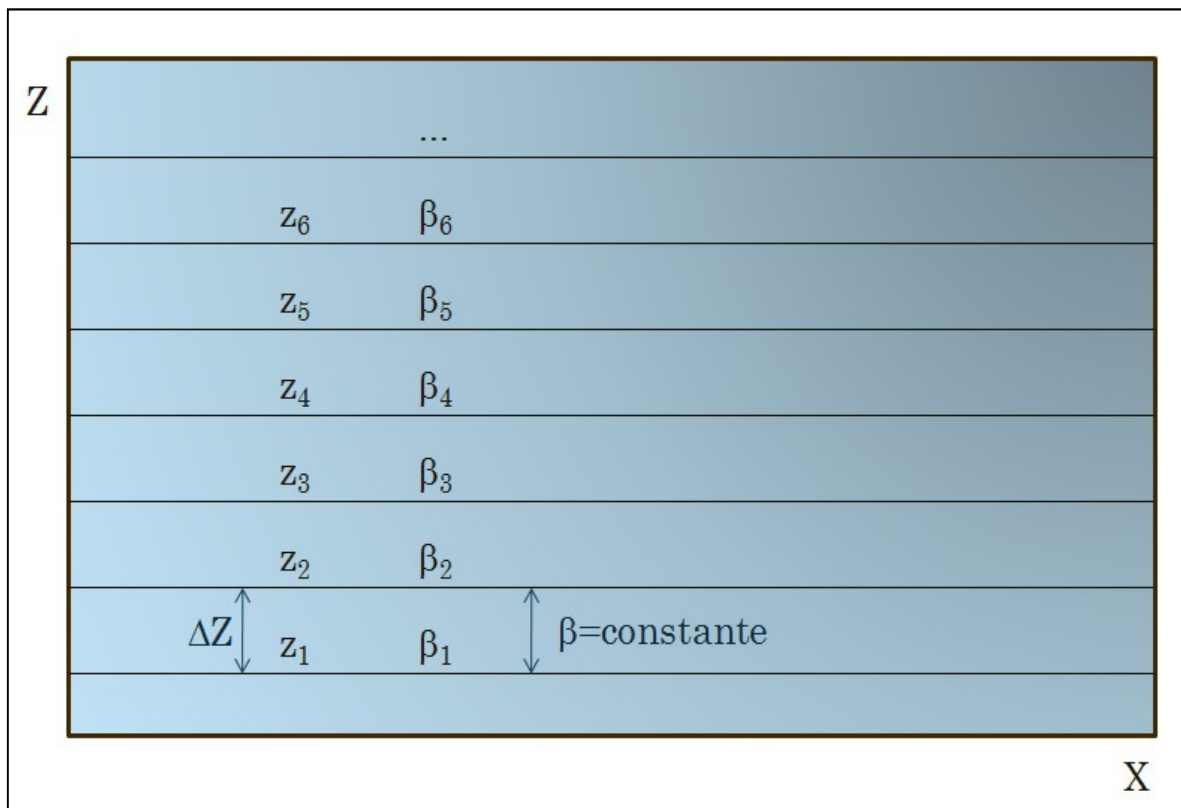 Z
...
z₆ β₆
z₅ β₅
z₄ β₄
z₃ β₃
z₂ β₂
ΔZ z₁ β₁ β=constante
X